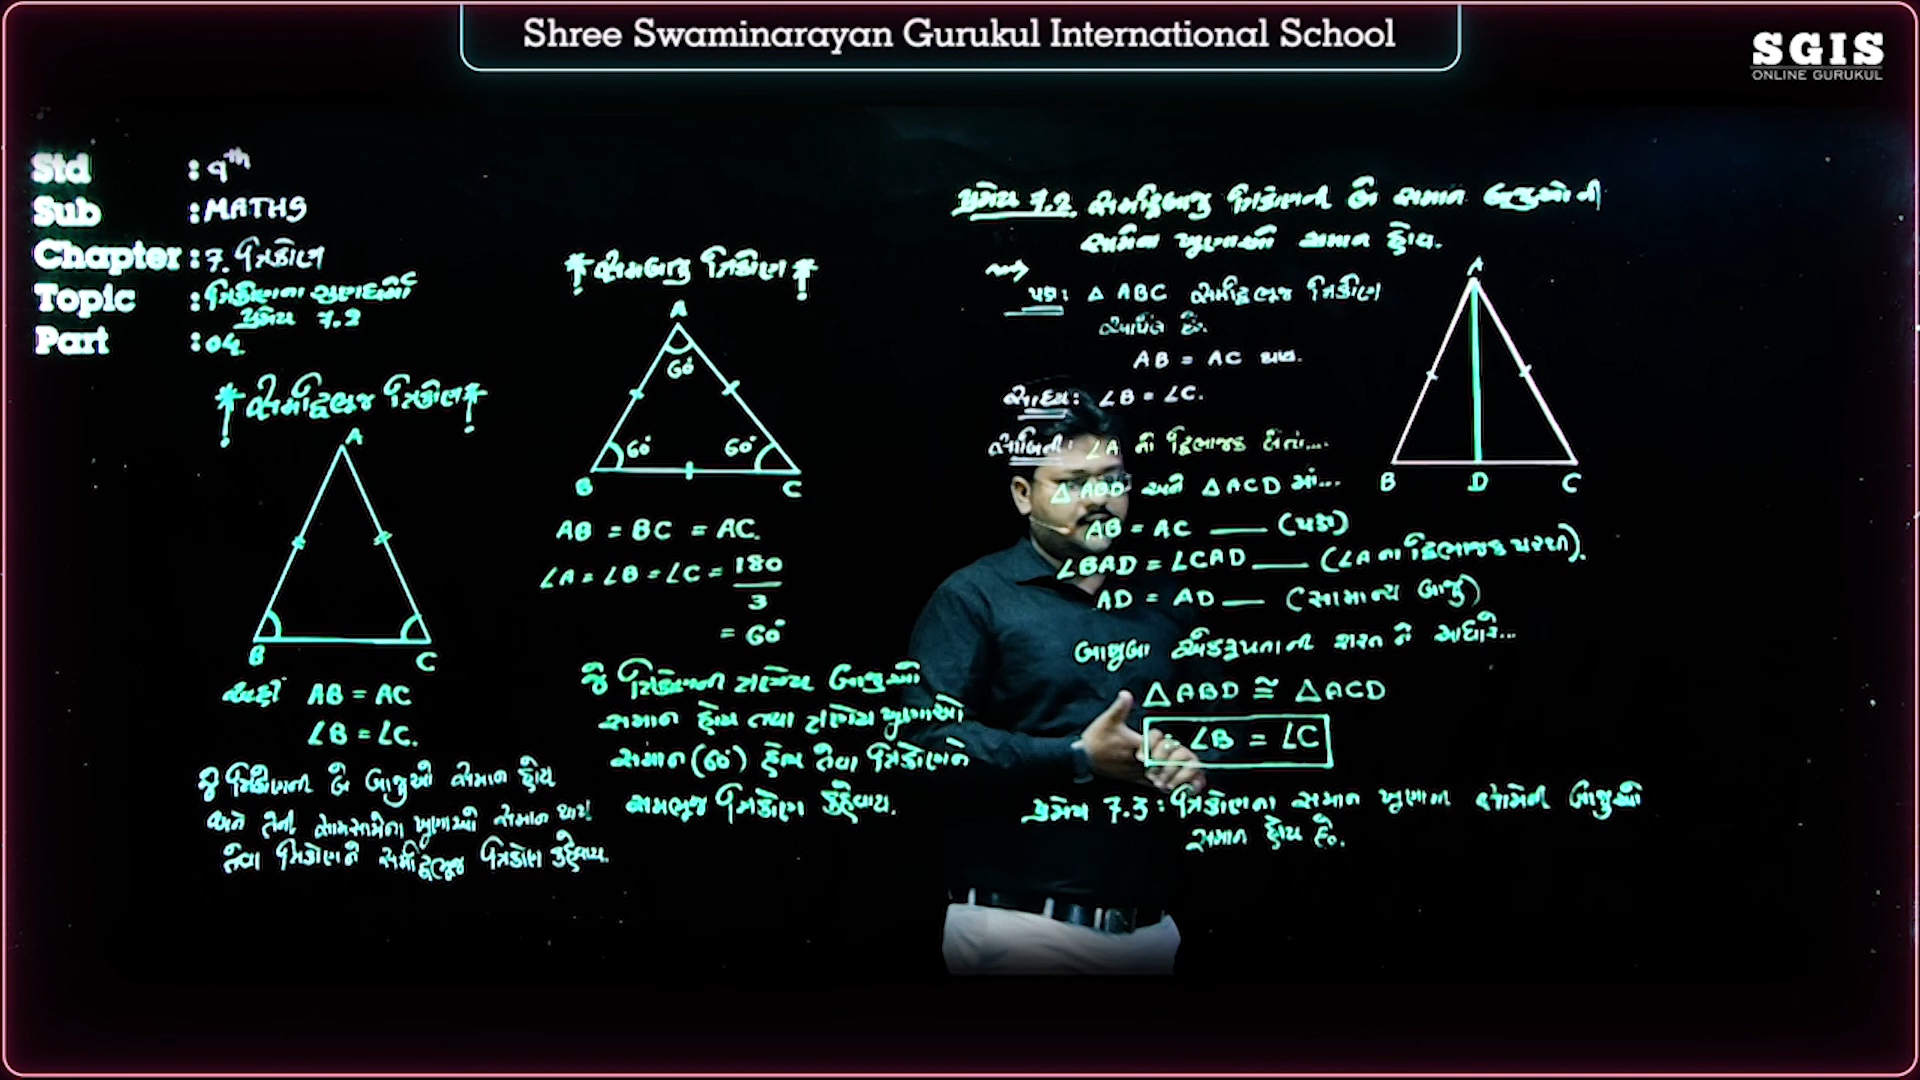 Shree Swaminarayan Gurukul International School
SGIS
ONLINE GURUKUL
Std : 9th
Sub : MATHS
Chapter : 7. ત્રિકોણ
Topic : ત્રિકોણના ગુણધર્મો
પ્રમેય 7.2
Part : 04
* સમદ્વિભુજ ત્રિકોણ *
A
B
C
અહીં AB = AC
∠B = ∠C.
જે ત્રિકોણની બે બાજુઓ સમાન હોય
અને તેની સામસામેના ખુણાઓ સમાન થાય
તેવા ત્રિકોણને સમદ્વિભુજ ત્રિકોણ કહેવાય.
* સમબાજુ ત્રિકોણ *
A
60°
60°
60°
B
C
AB = BC = AC.
∠A = ∠B = ∠C = 180
3
= 60°
જે ત્રિકોણની ત્રણેય બાજુઓ
સમાન હોય તથા ત્રણેય ખુણાઓ
સમાન (60°) હોય તેવા ત્રિકોણને
સમભૂજ ત્રિકોણ કહેવાય.
પ્રમેય 7.2 સમદ્વિબાજુ ત્રિકોણની બે સમાન બાજુઓની
સામેના ખુણાઓ સમાન હોય.
પક્ષ: △ ABC સમદ્વિભુજ ત્રિકોણ
આપેલ છે.
AB = AC થાય.
સાધ્ય: ∠B = ∠C.
સાબિતી: ∠A નો દ્વિભાજક લેતા...
△ ABD અને △ ACD માં...
AB = AC (પક્ષ)
∠BAD = ∠CAD (∠A ના દ્વિભાજક પરથી).
AD = AD (સામાન્ય બાજુ)
બાખુબા એકરૂપતાની શરત ને આધારે...
△ ABD ≅ △ ACD
∴ ∠B = ∠C
પ્રમેય 7.3 : ત્રિકોણના સમાન ખૂણાના સામેની બાજુઓ
સમાન હોય છે.
A
B
D
C